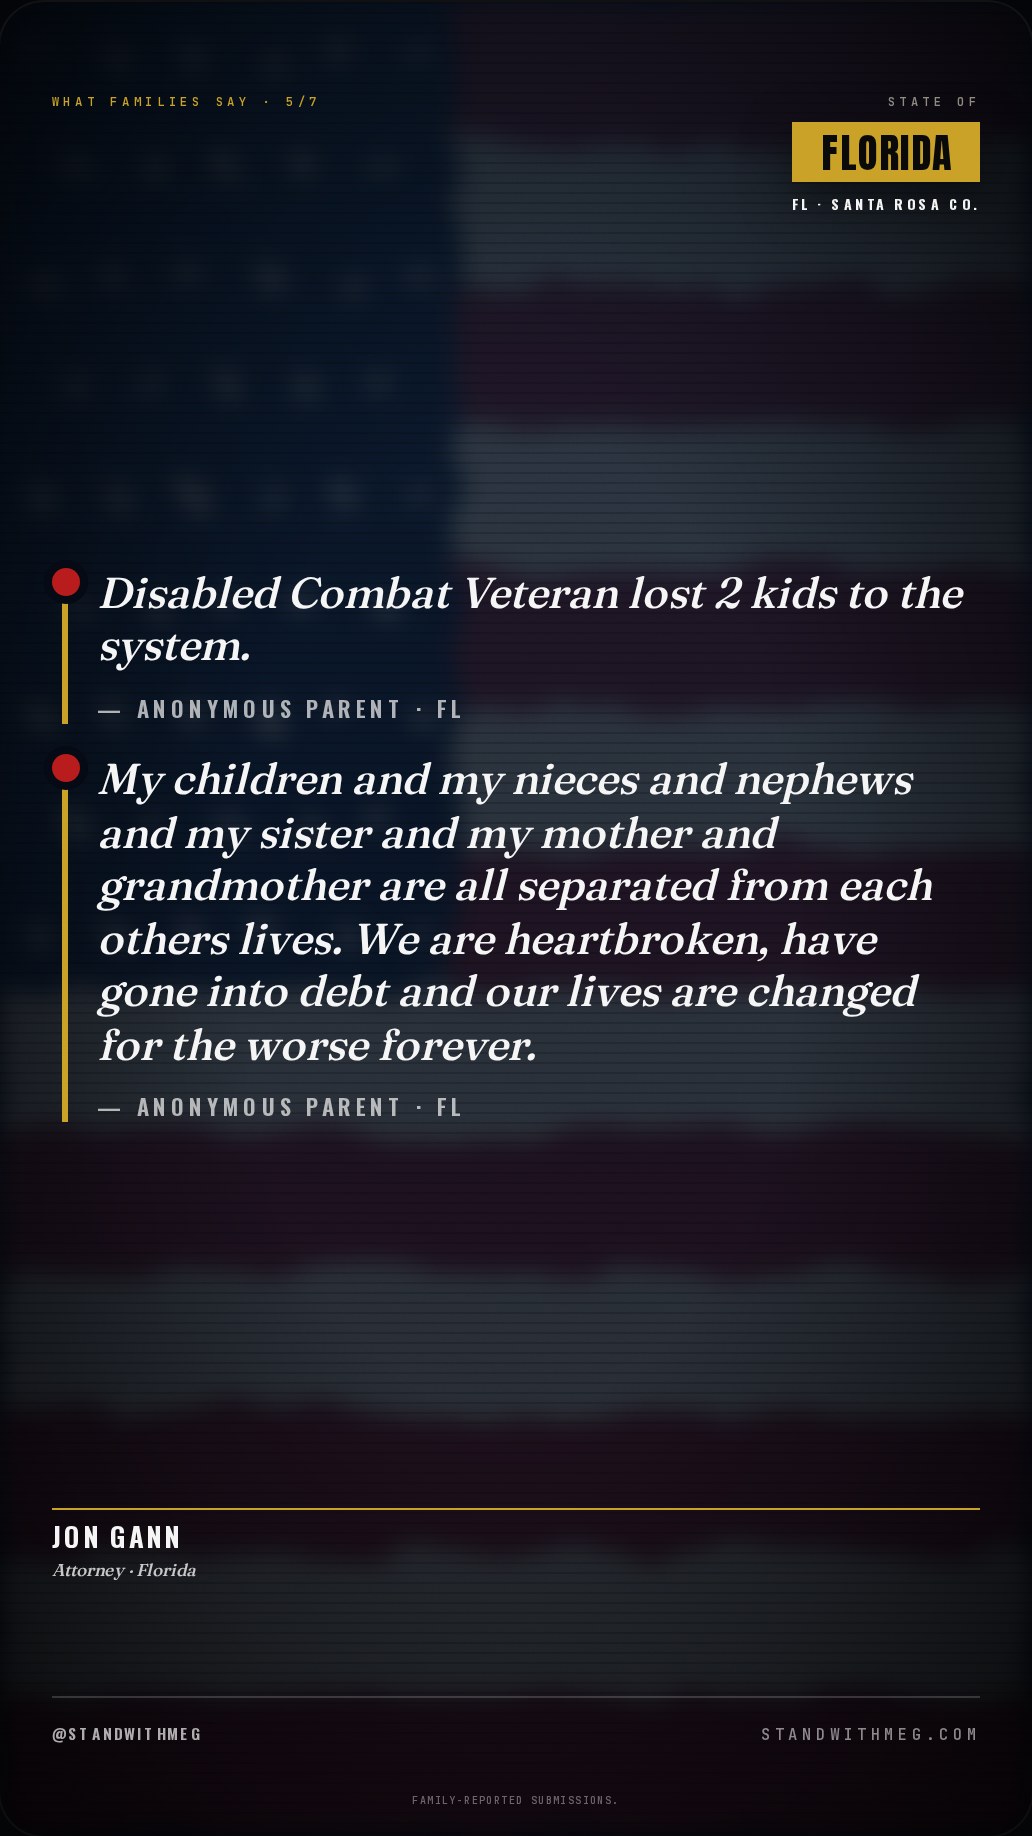 WHAT FAMILIES SAY · 5/7
STATE OF
FLORIDA
FL · SANTA ROSA CO.
Disabled Combat Veteran lost 2 kids to the
system.
— ANONYMOUS PARENT · FL
My children and my nieces and nephews
and my sister and my mother and
grandmother are all separated from each
others lives. We are heartbroken, have
gone into debt and our lives are changed
for the worse forever.
— ANONYMOUS PARENT · FL
JON GANN
Attorney · Florida
@STANDWITHMEG
STANDWITHMEG.COM
FAMILY-REPORTED SUBMISSIONS.